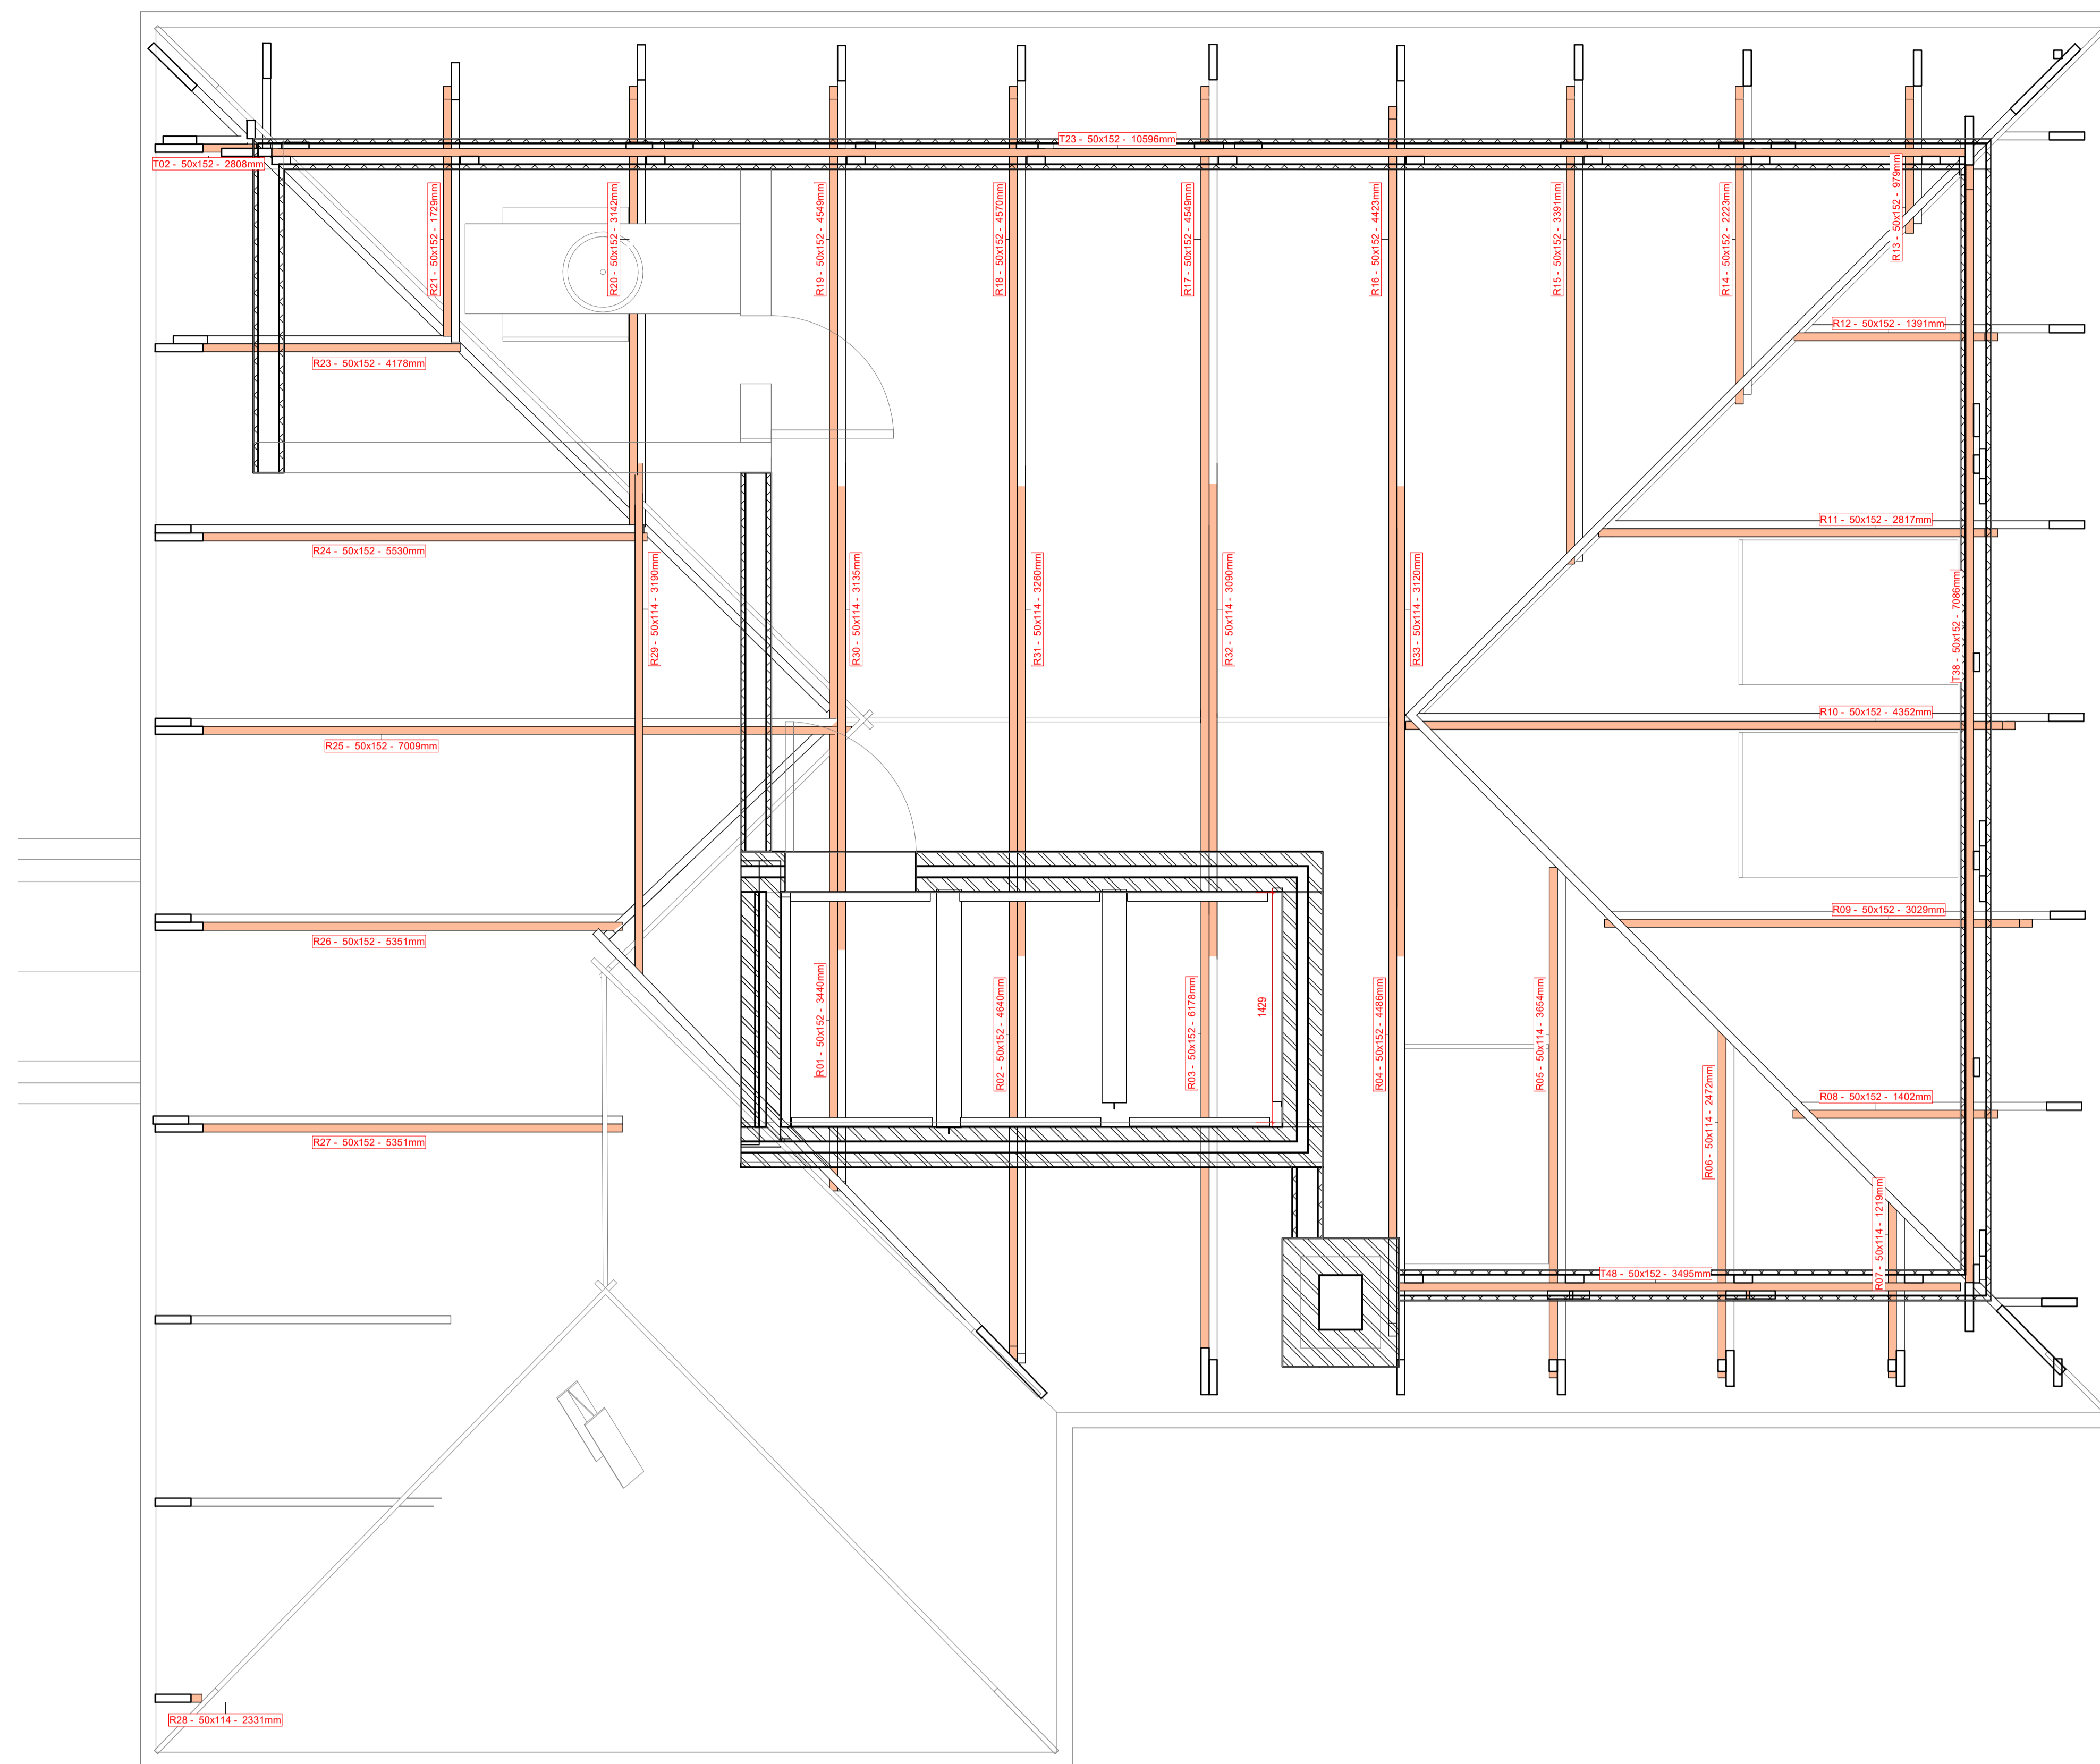 T23 - 50x152 - 10596mm
T02 - 50x152 - 2808mm
R21 - 50x152 - 1729mm
R20 - 50x152 - 3142mm
R19 - 50x152 - 4549mm
R18 - 50x152 - 4570mm
R17 - 50x152 - 4549mm
R16 - 50x152 - 4423mm
R15 - 50x152 - 3391mm
R14 - 50x152 - 2223mm
R13 - 50x152 - 979mm
R12 - 50x152 - 1391mm
R23 - 50x152 - 4178mm
R11 - 50x152 - 2817mm
R24 - 50x152 - 5530mm
R29 - 50x114 - 3190mm
R30 - 50x114 - 3135mm
R31 - 50x114 - 3260mm
R32 - 50x114 - 3090mm
R33 - 50x114 - 3120mm
T38 - 50x152 - 7086mm
R10 - 50x152 - 4352mm
R25 - 50x152 - 7009mm
R09 - 50x152 - 3029mm
R26 - 50x152 - 5351mm
R01 - 50x152 - 3440mm
R02 - 50x152 - 4640mm
R03 - 50x152 - 6178mm
1429
R04 - 50x152 - 4486mm
R05 - 50x114 - 3654mm
R06 - 50x114 - 2472mm
R08 - 50x152 - 1402mm
R27 - 50x152 - 5351mm
R07 - 50x114 - 1219mm
T48 - 50x152 - 3495mm
R28 - 50x114 - 2331mm